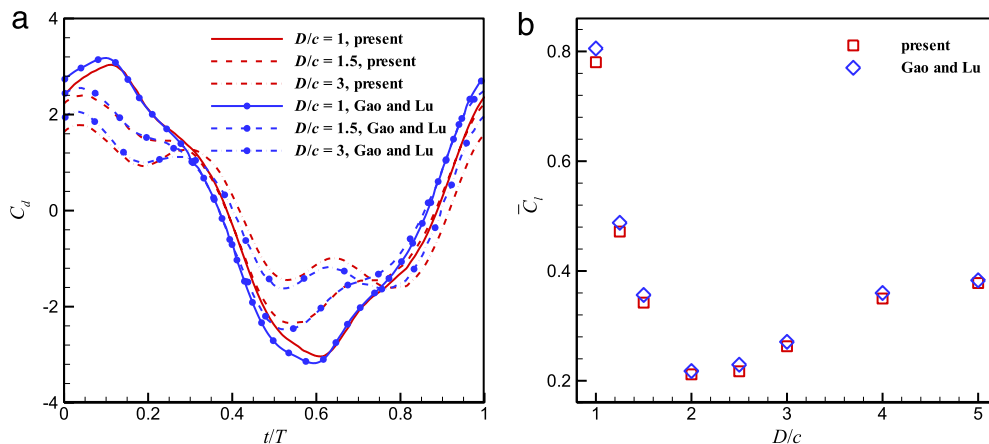 a
4
2
0
-2
-4
C_d
0
0.2
0.4
0.6
0.8
1
t/T
D/c = 1, present
D/c = 1.5, present
D/c = 3, present
D/c = 1, Gao and Lu
D/c = 1.5, Gao and Lu
D/c = 3, Gao and Lu
b
0.8
0.6
0.4
0.2
C̄_l
1
2
3
4
5
D/c
present
Gao and Lu